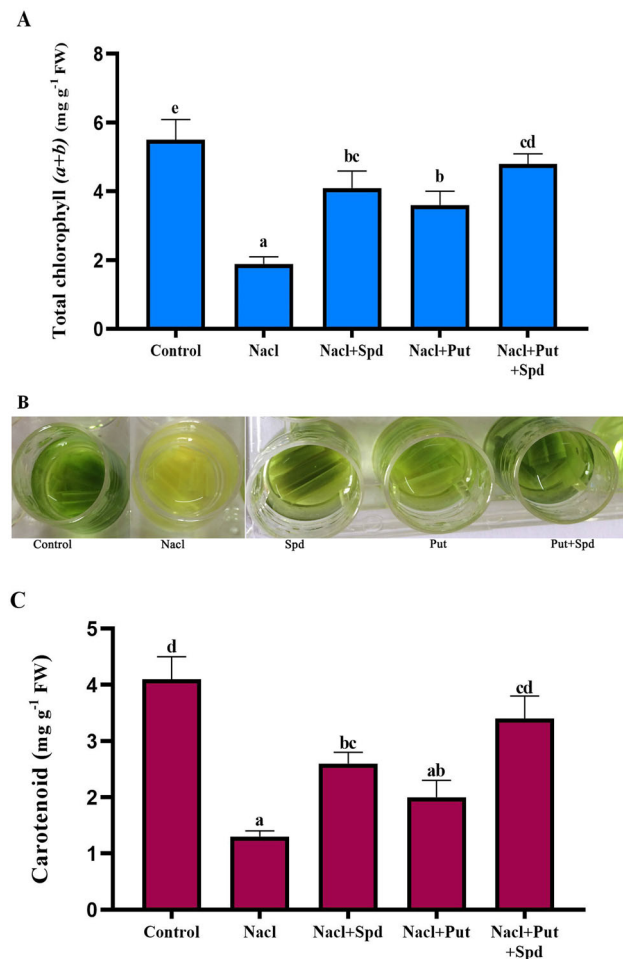 A
Total chlorophyll (a+b) (mg g⁻¹ FW)
8
6
4
2
0
e
a
bc
b
cd
Control
Nacl
Nacl+Spd
Nacl+Put
Nacl+Put
+Spd
B
Control
Nacl
Spd
Put
Put+Spd
C
Carotenoid (mg g⁻¹ FW)
5
4
3
2
1
0
d
a
bc
ab
cd
Control
Nacl
Nacl+Spd
Nacl+Put
Nacl+Put
+Spd